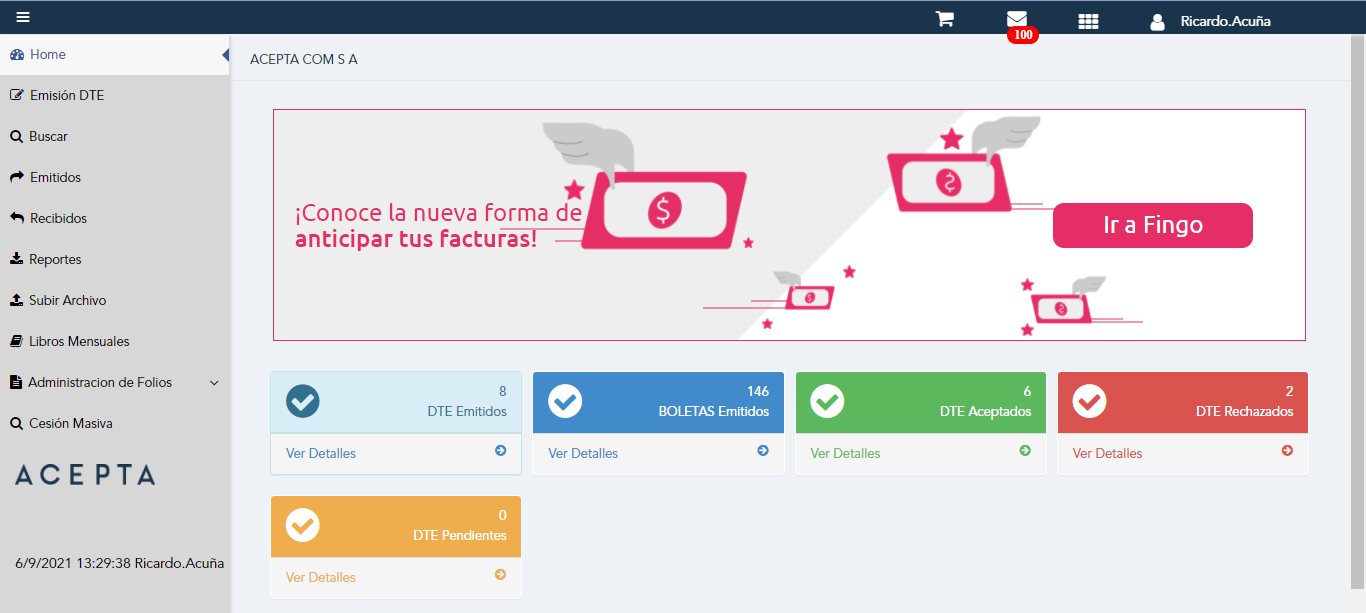 100
Ricardo.Acuña
Home
Emisión DTE
Buscar
Emitidos
Recibidos
Reportes
Subir Archivo
Libros Mensuales
Administracion de Folios
Cesión Masiva
ACEPTA
6/9/2021 13:29:38 Ricardo.Acuña
ACEPTA COM S A
¡Conoce la nueva forma de
anticipar tus facturas!
$
$
$
$
Ir a Fingo
8
DTE Emitidos
Ver Detalles
146
BOLETAS Emitidos
Ver Detalles
6
DTE Aceptados
Ver Detalles
2
DTE Rechazados
Ver Detalles
0
DTE Pendientes
Ver Detalles